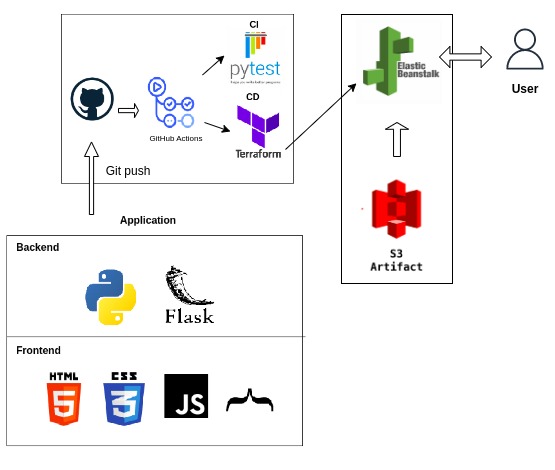 CI
pytest
CD
GitHub Actions
Terraform
Git push
Elastic
Beanstalk
User
S3
Artifact
Application
Backend
Flask
Frontend
HTML
5
CSS
3
JS